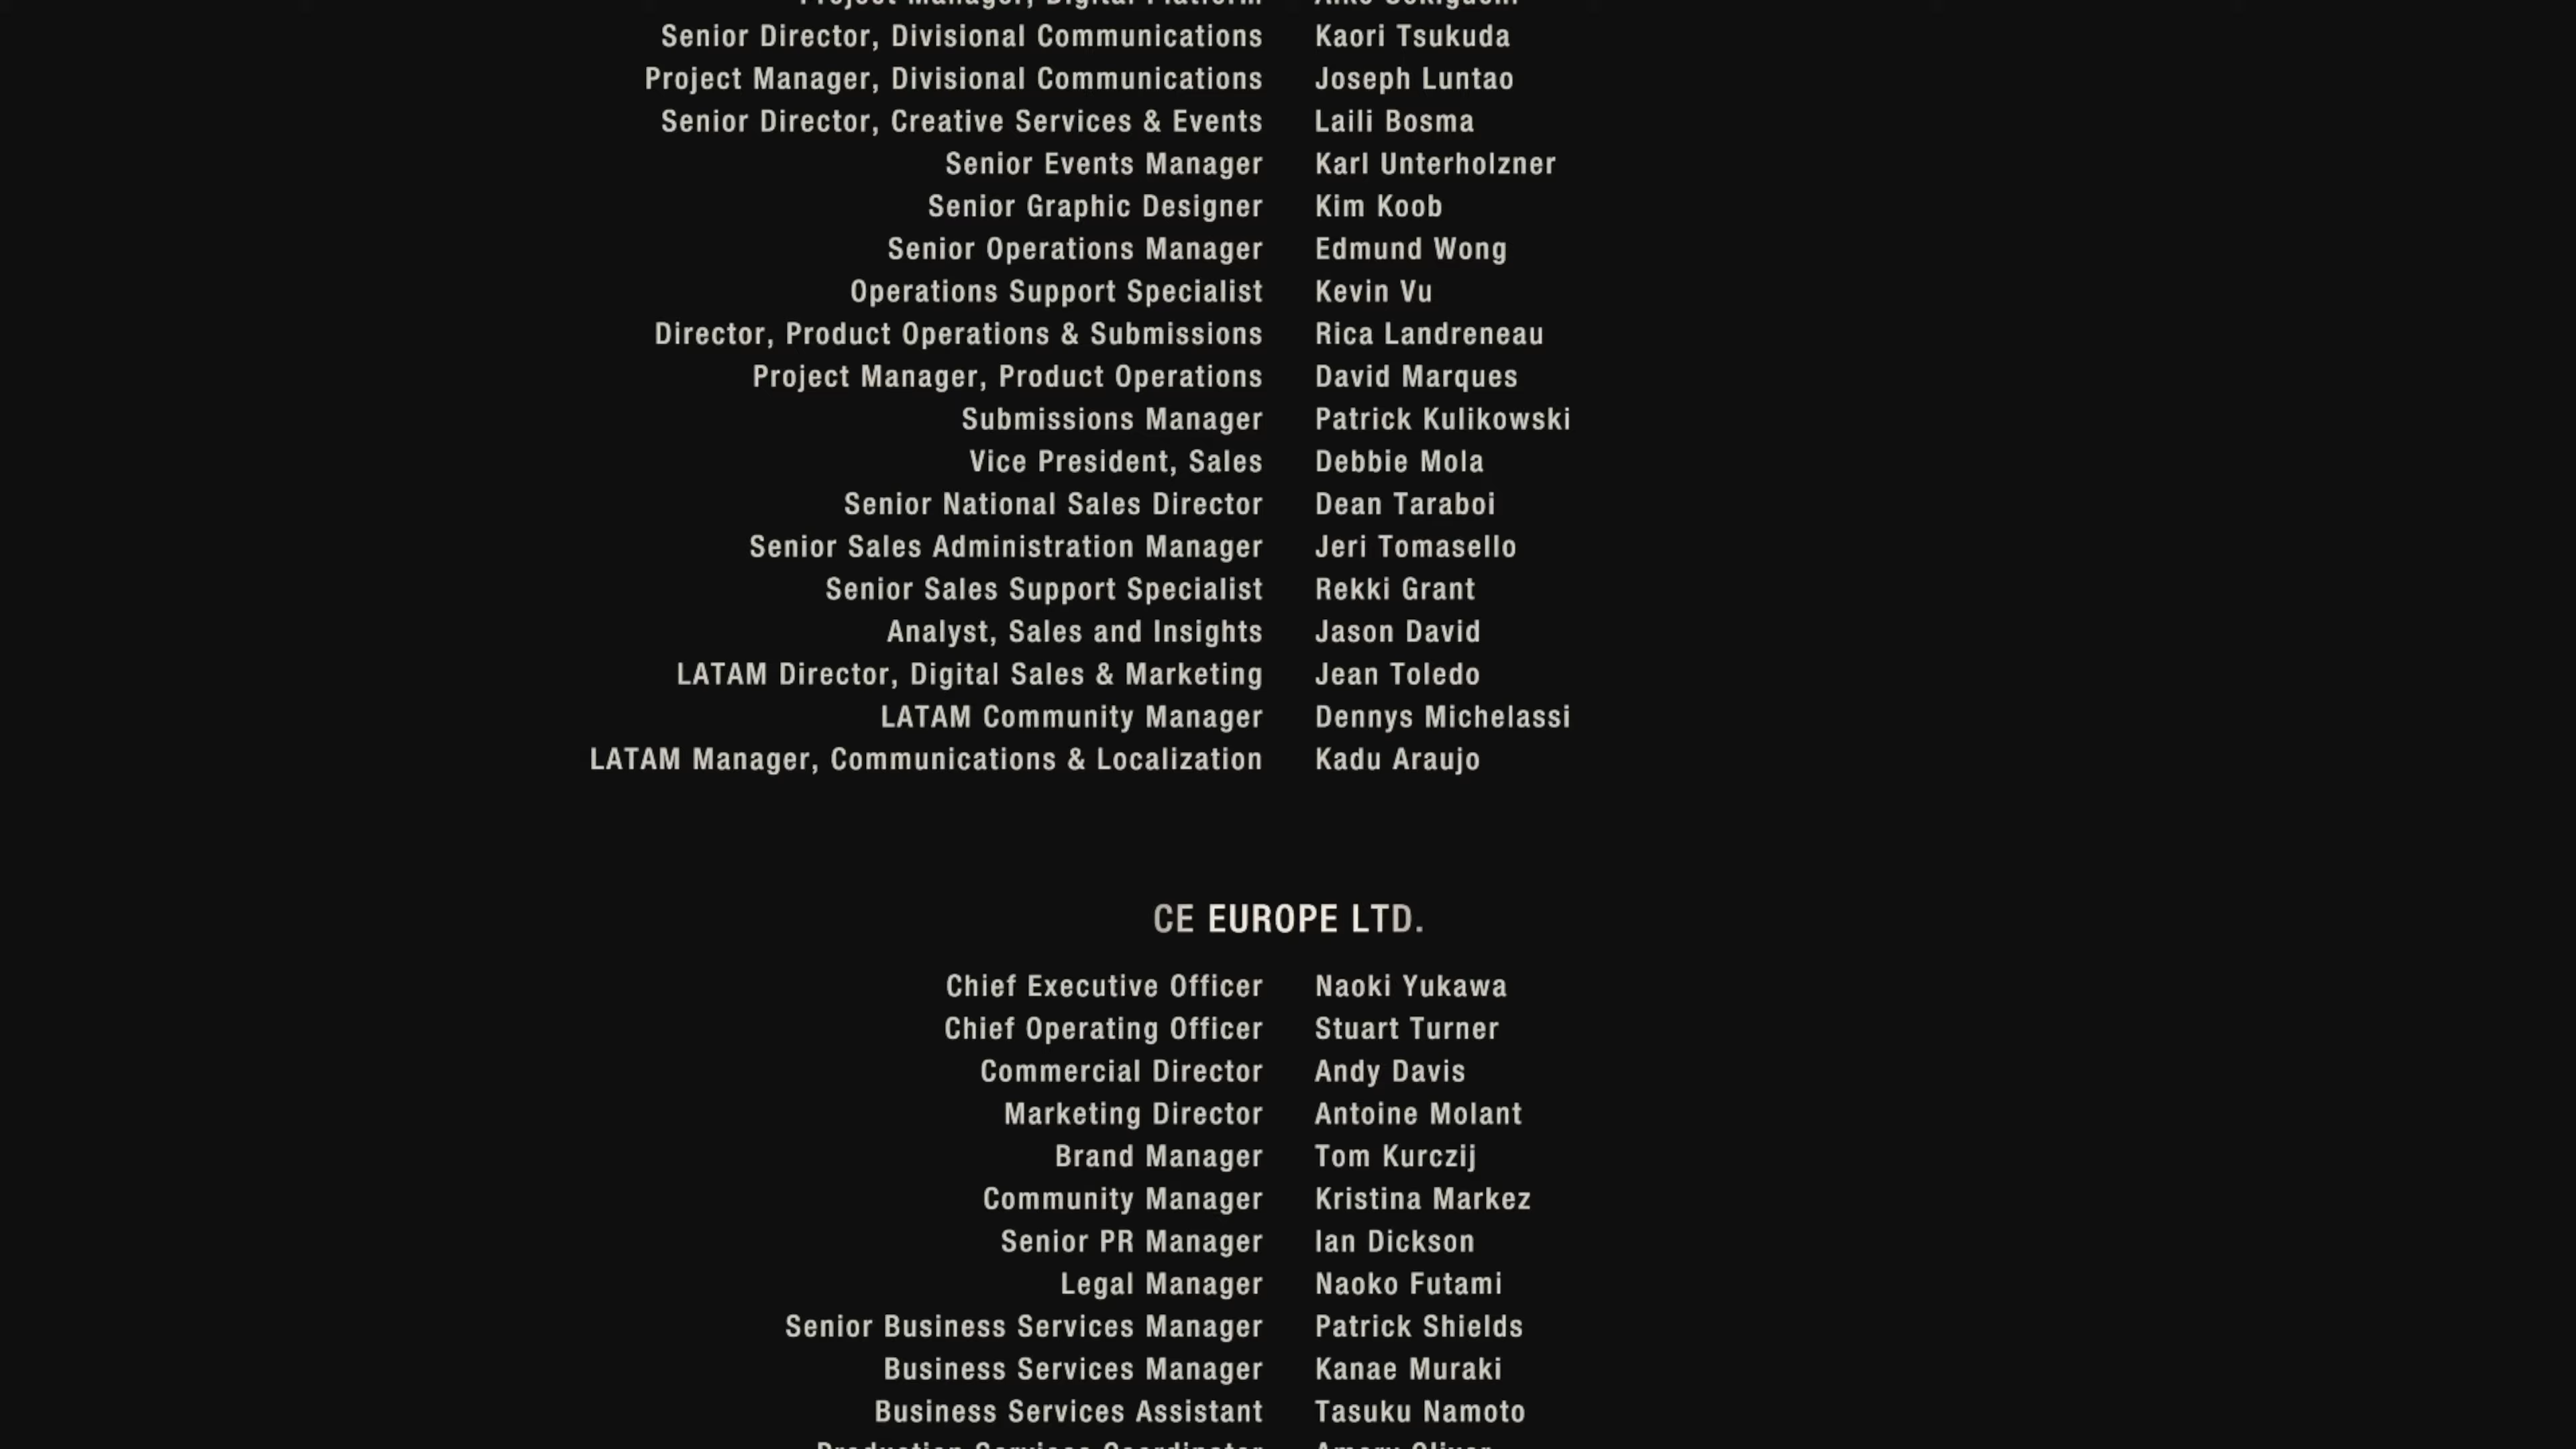 Senior Director, Divisional Communications Kaori Tsukuda
Project Manager, Divisional Communications Joseph Luntao
Senior Director, Creative Services & Events Laili Bosma
Senior Events Manager Karl Unterholzner
Senior Graphic Designer Kim Koob
Senior Operations Manager Edmund Wong
Operations Support Specialist Kevin Vu
Director, Product Operations & Submissions Rica Landreneau
Project Manager, Product Operations David Marques
Submissions Manager Patrick Kulikowski
Vice President, Sales Debbie Mola
Senior National Sales Director Dean Taraboi
Senior Sales Administration Manager Jeri Tomasello
Senior Sales Support Specialist Rekki Grant
Analyst, Sales and Insights Jason David
LATAM Director, Digital Sales & Marketing Jean Toledo
LATAM Community Manager Dennys Michelassi
LATAM Manager, Communications & Localization Kadu Araujo
CE EUROPE LTD.
Chief Executive Officer Naoki Yukawa
Chief Operating Officer Stuart Turner
Commercial Director Andy Davis
Marketing Director Antoine Molant
Brand Manager Tom Kurczij
Community Manager Kristina Markez
Senior PR Manager Ian Dickson
Legal Manager Naoko Futami
Senior Business Services Manager Patrick Shields
Business Services Manager Kanae Muraki
Business Services Assistant Tasuku Namoto